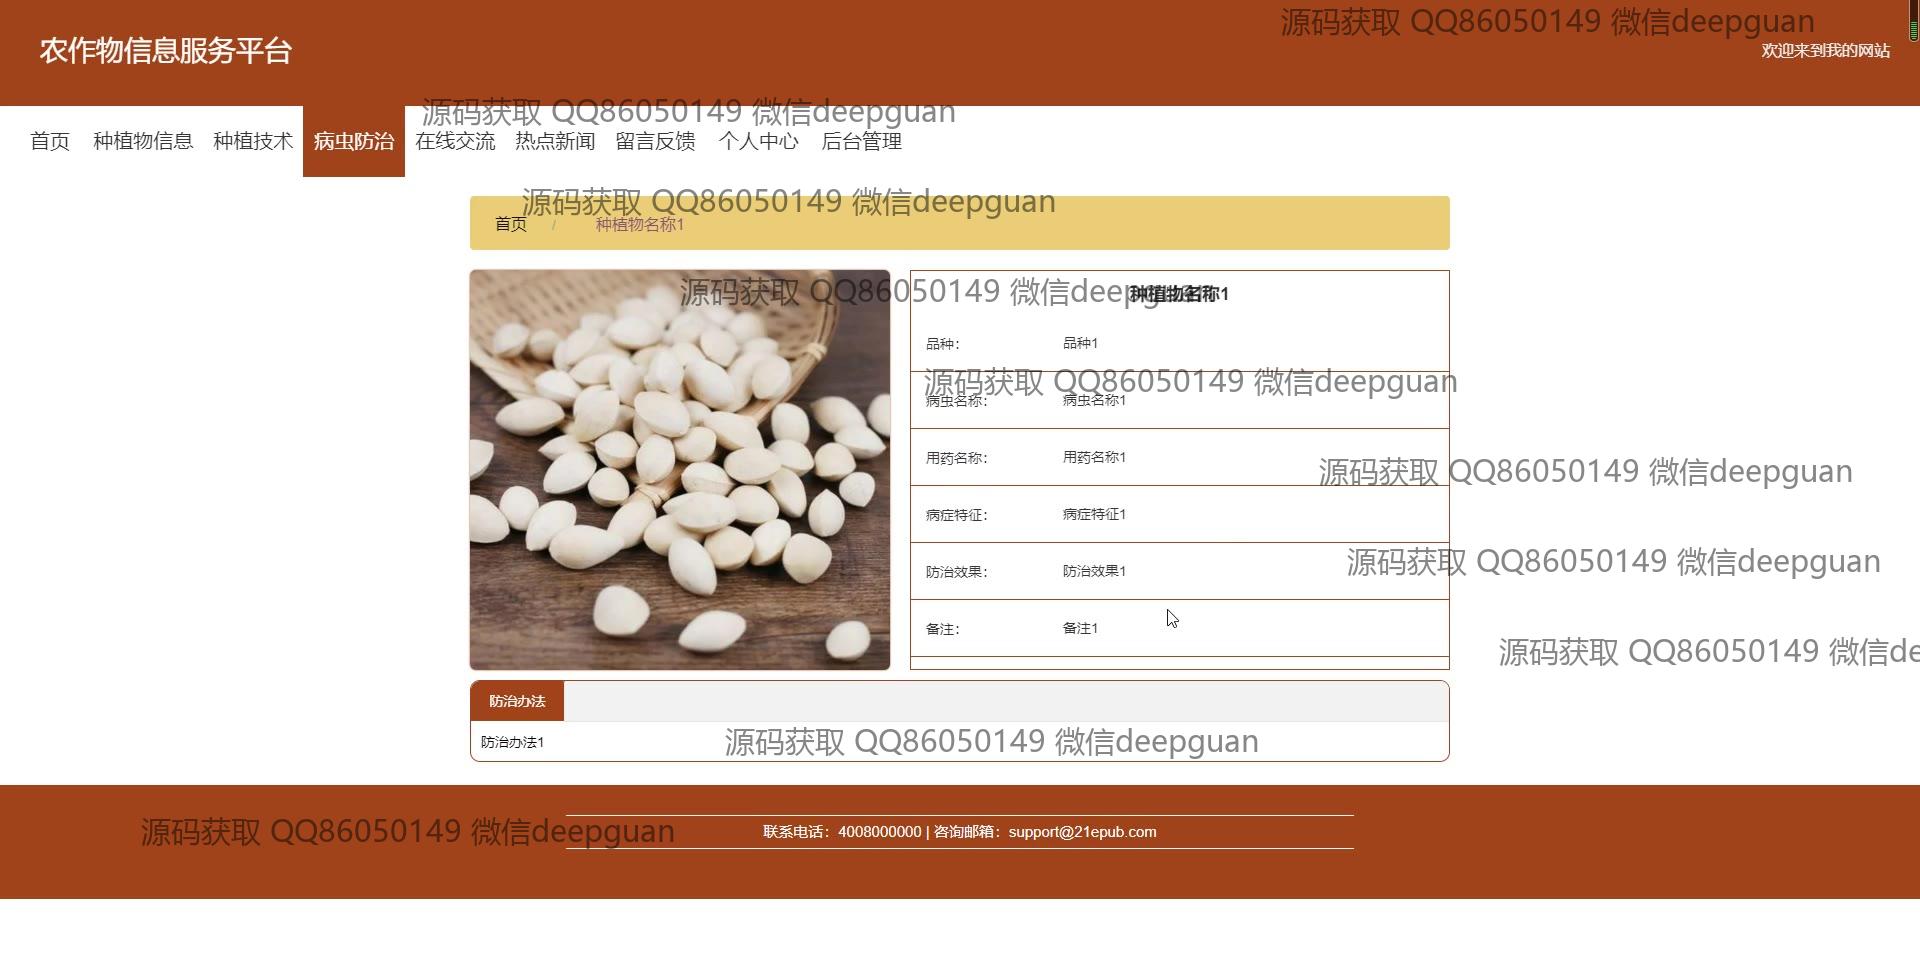 源码获取 QQ86050149 微信deepguan
农作物信息服务平台
欢迎来到我的网站
源码获取 QQ86050149 微信deepguan
首页 种植物信息 种植技术 病虫防治 在线交流 热点新闻 留言反馈 个人中心 后台管理
源码获取 QQ86050149 微信deepguan
首页 / 种植物名称1
源码获取 QQ86050149 微信deepguan
种植物名称1
品种： 品种1
源码获取 QQ86050149 微信deepguan
病虫名称： 病虫名称1
用药名称： 用药名称1
源码获取 QQ86050149 微信deepguan
病症特征： 病症特征1
源码获取 QQ86050149 微信deepguan
防治效果： 防治效果1
备注： 备注1
源码获取 QQ86050149 微信de
防治办法
防治办法1
源码获取 QQ86050149 微信deepguan
源码获取 QQ86050149 微信deepguan
联系电话：4008000000 | 咨询邮箱：support@21epub.com